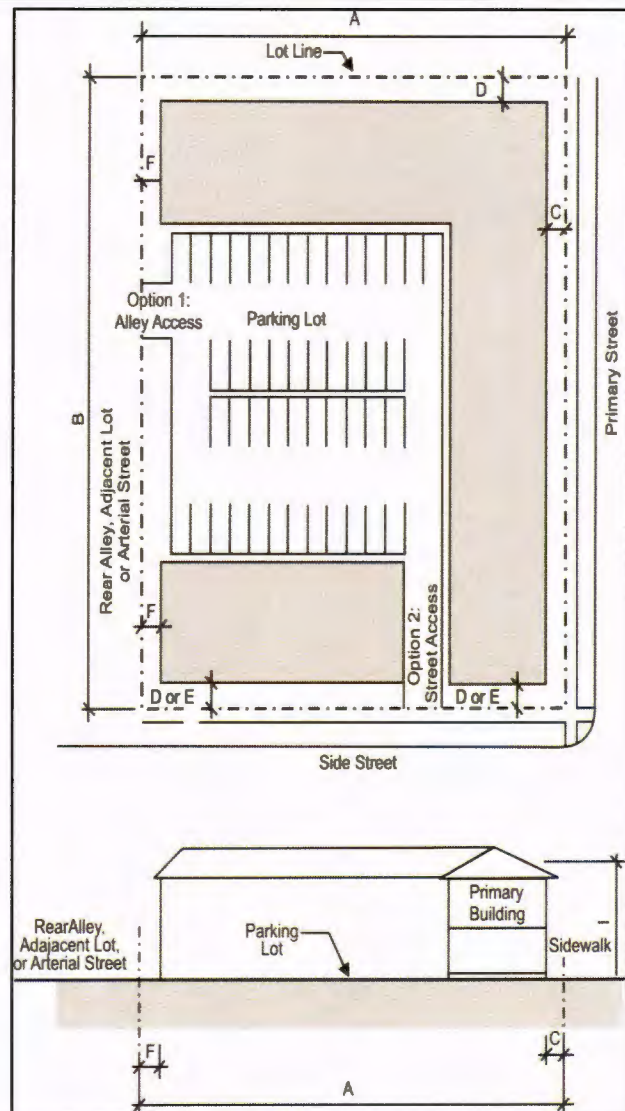 A
Lot Line
D
F
C
Option 1:
Alley Access
Parking Lot
Primary Street
B
Rear Alley, Adjacent Lot
or Arterial Street
F
Option 2:
Street Access
D or E
D or E
Side Street
Primary
Building
RearAlley,
Adajacent Lot,
or Arterial Street
Parking
Lot
I
Sidewalk
F
C
A